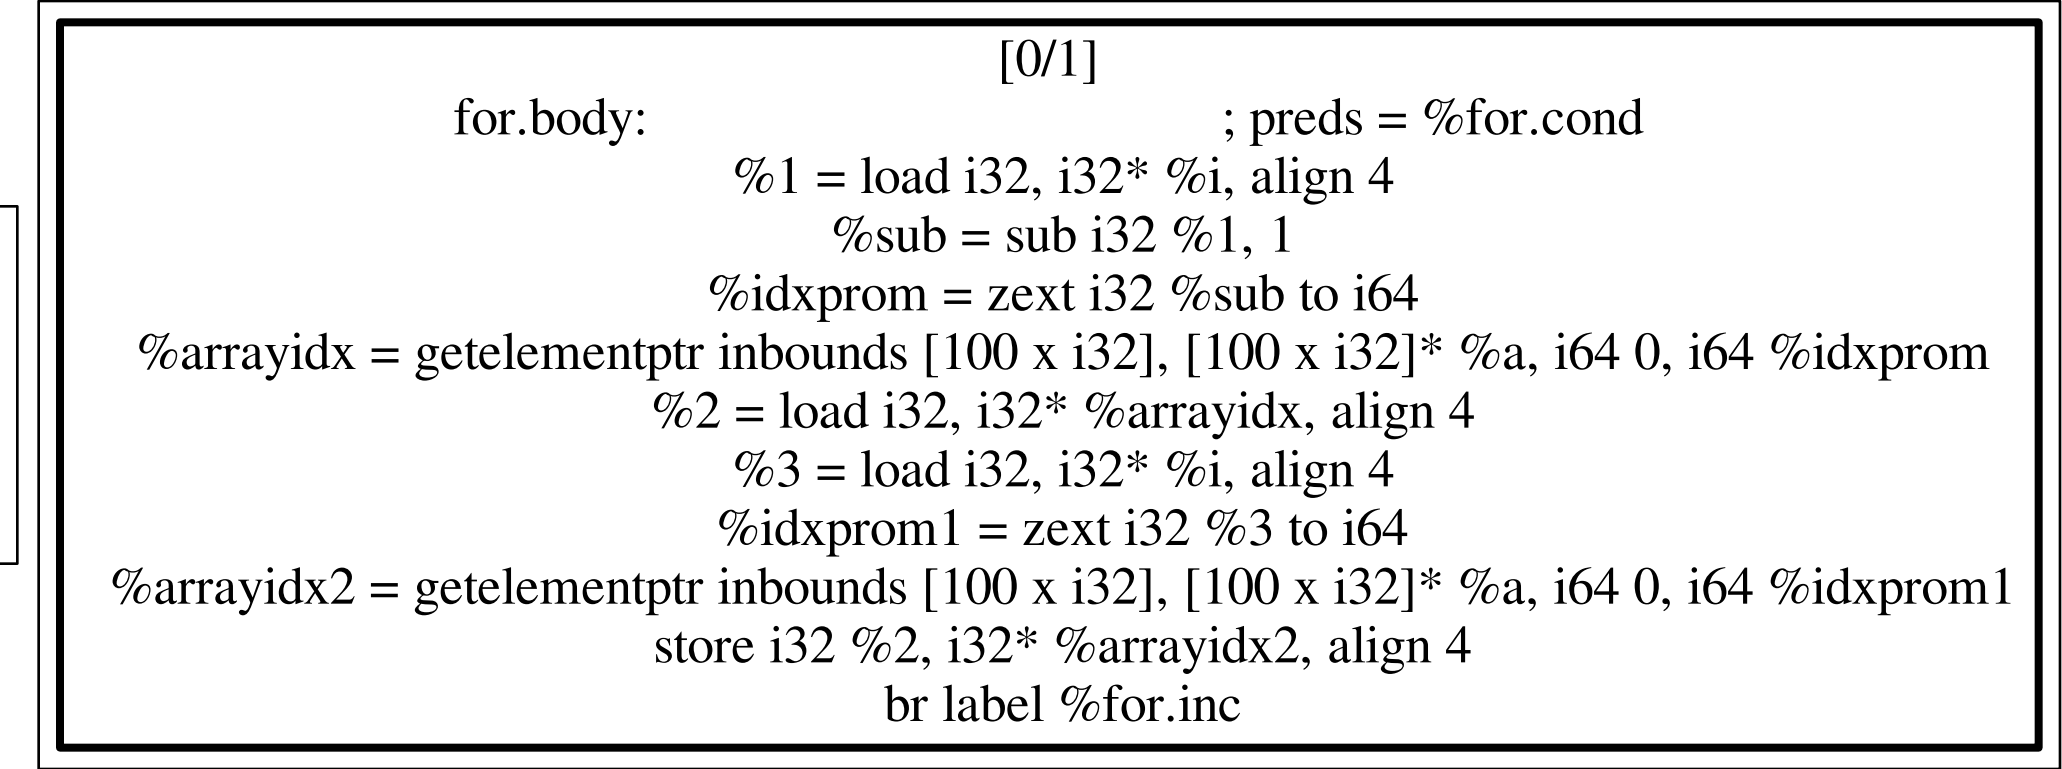 [0/1]
for.body: ; preds = %for.cond
%1 = load i32, i32* %i, align 4
%sub = sub i32 %1, 1
%idxprom = zext i32 %sub to i64
%arrayidx = getelementptr inbounds [100 x i32], [100 x i32]* %a, i64 0, i64 %idxprom
%2 = load i32, i32* %arrayidx, align 4
%3 = load i32, i32* %i, align 4
%idxprom1 = zext i32 %3 to i64
%arrayidx2 = getelementptr inbounds [100 x i32], [100 x i32]* %a, i64 0, i64 %idxprom1
store i32 %2, i32* %arrayidx2, align 4
br label %for.inc